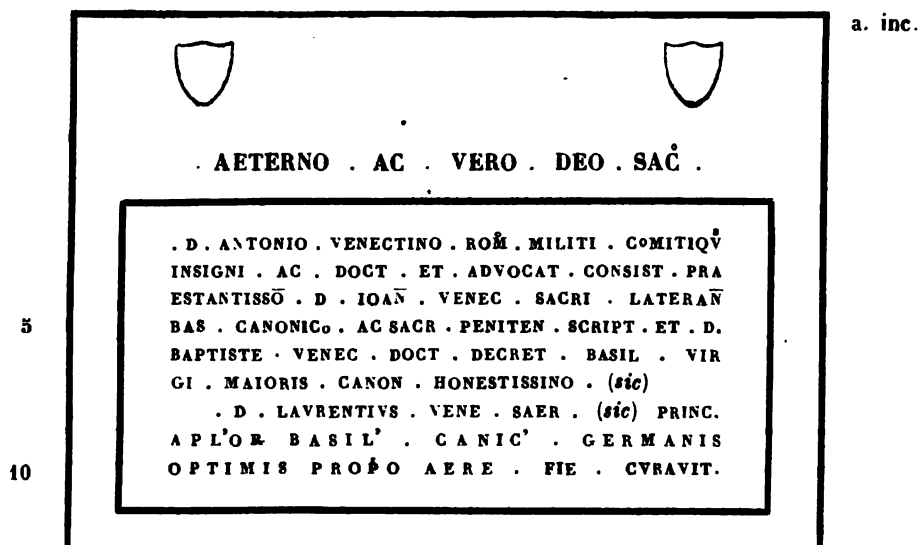 a. inc.
. AETERNO . AC . VERO . DEO . SAC̊ .
. D . ANTONIO . VENECTINO . ROM̊ . MILITI . CoMITIQV̊
INSIGNI . AC . DOCT . ET . ADVOCAT . CONSIST . PRA
ESTANTISSŌ . D . IOAN̄ . VENEC . SACRI . LATERAN̄
5 BAS . CANONICo . AC SACR . PENITEN . SCRIPT . ET . D.
BAPTISTE . VENEC . DOCT . DECRET . BASIL . VIR
GI . MAIORIS . CANON . HONESTISSINO . (sic)
. D . LAVRENTIVS . VENE . SAER . (sic) PRINC.
APL'OR BASIL' . CANIC' . GERMANIS
10 OPTIMIS PROP̊O AERE . FIE . CVRAVIT.